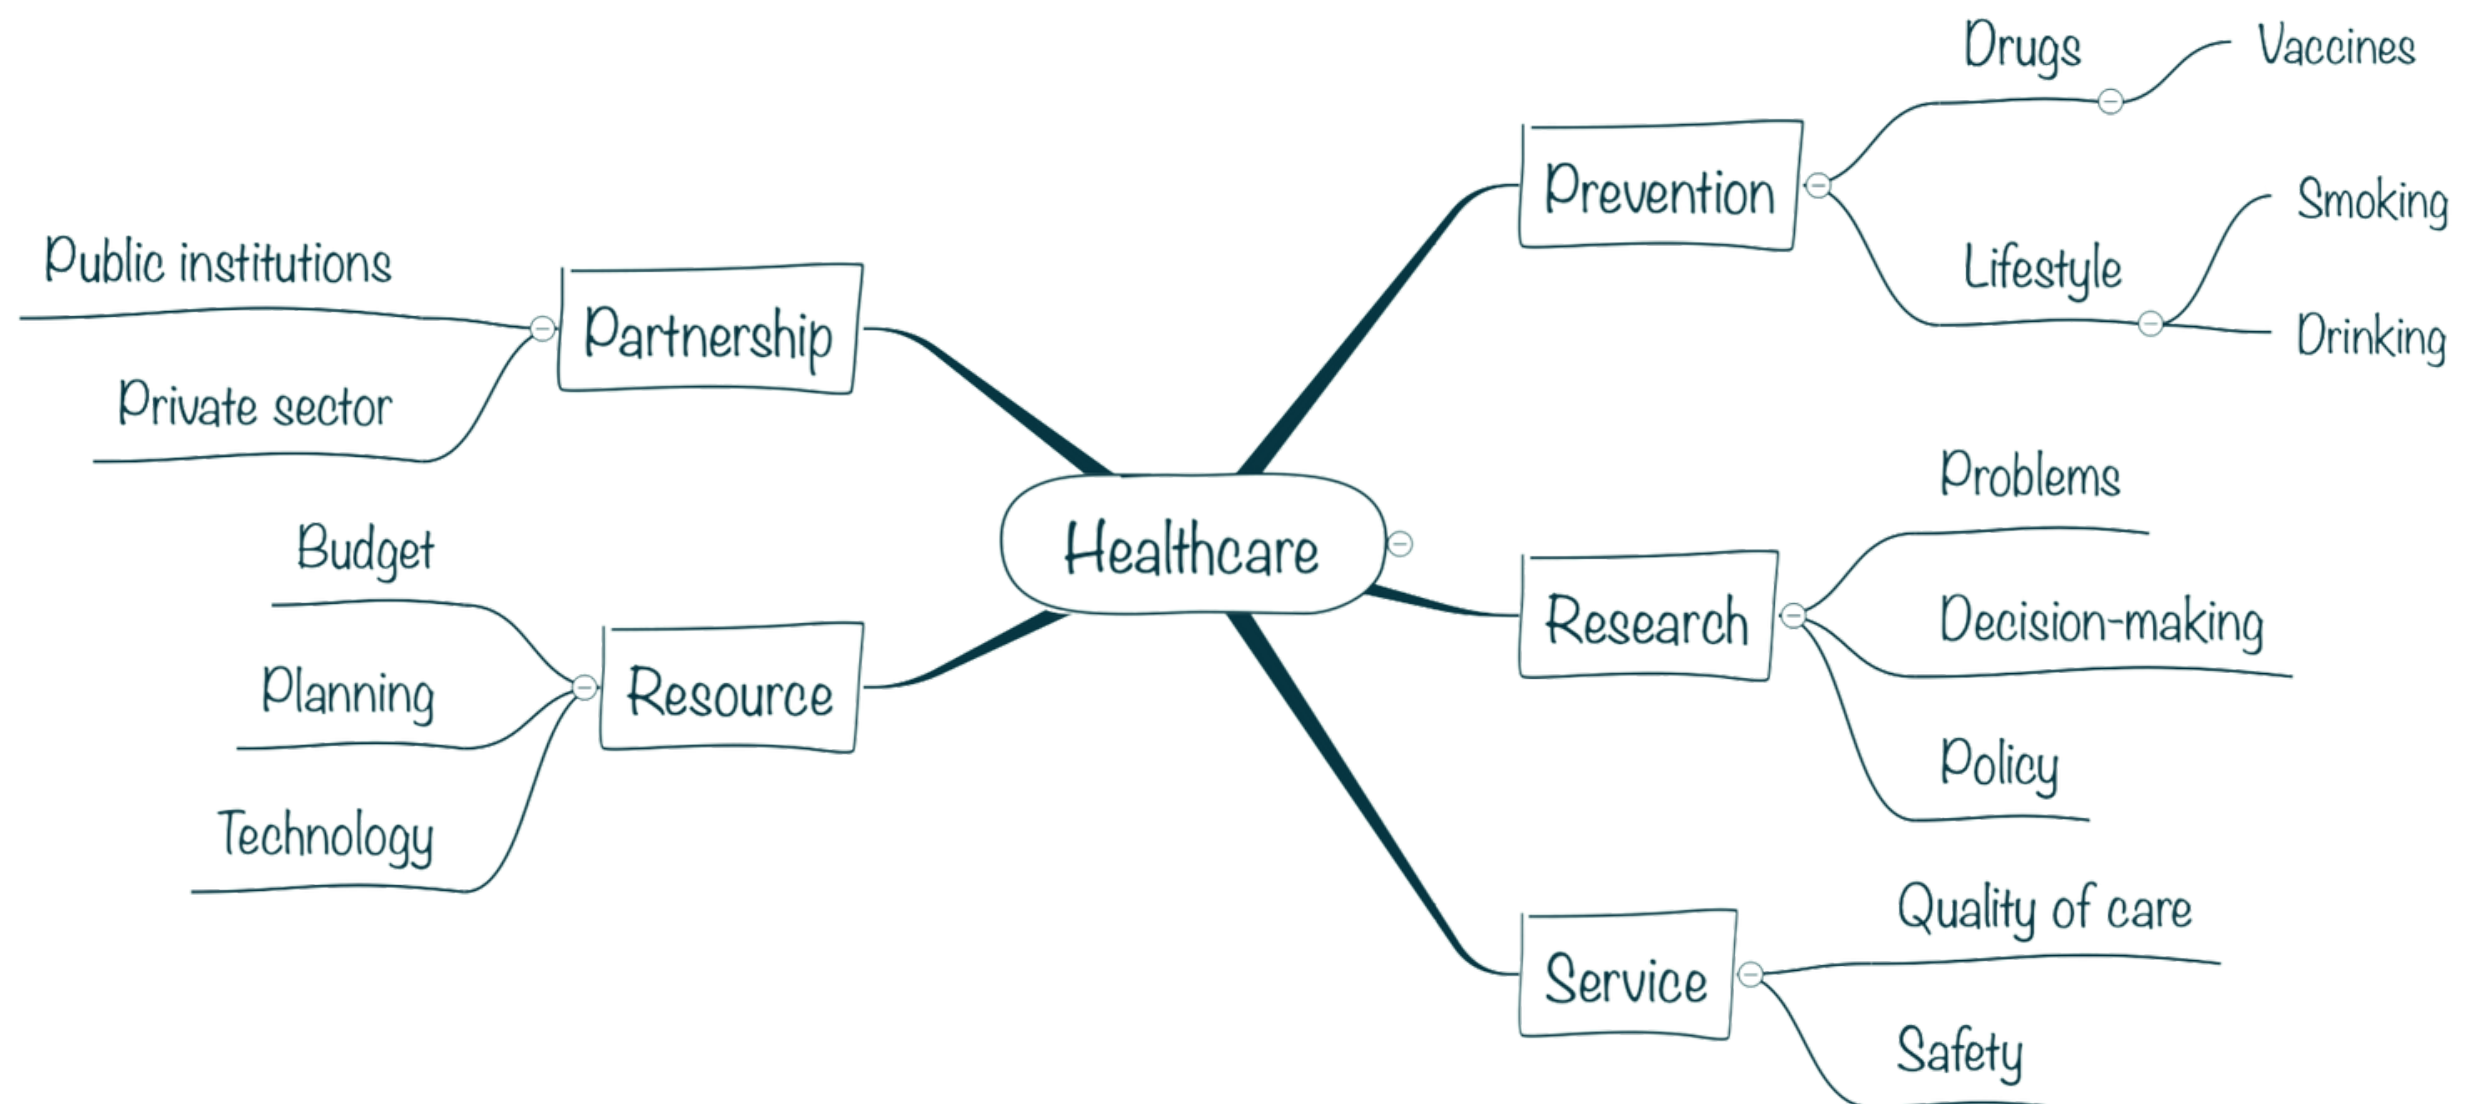 Healthcare
Prevention
Drugs
Vaccines
Lifestyle
Smoking
Drinking
Research
Problems
Decision-making
Policy
Service
Quality of care
Safety
Partnership
Public institutions
Private sector
Resource
Budget
Planning
Technology